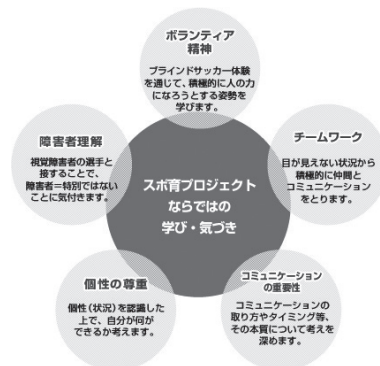 ボランティア
精神
ブラインドサッカー体験
を通じて、積極的に人の力
になろうとする姿勢を
学びます。
障害者理解
視覚障害者の選手と
接することで、
障害者=特別ではない
ことに気付きます。
チームワーク
目が見えない状況から
積極的に仲間と
コミュニケーション
をとります。
スポ育プロジェクト
ならではの
学び・気づき
個性の尊重
個性(状況)を認識した
上で、自分が何が
できるか考えます。
コミュニケーション
の重要性
コミュニケーションの
取り方やタイミング等、
その本質について考えを
深めます。